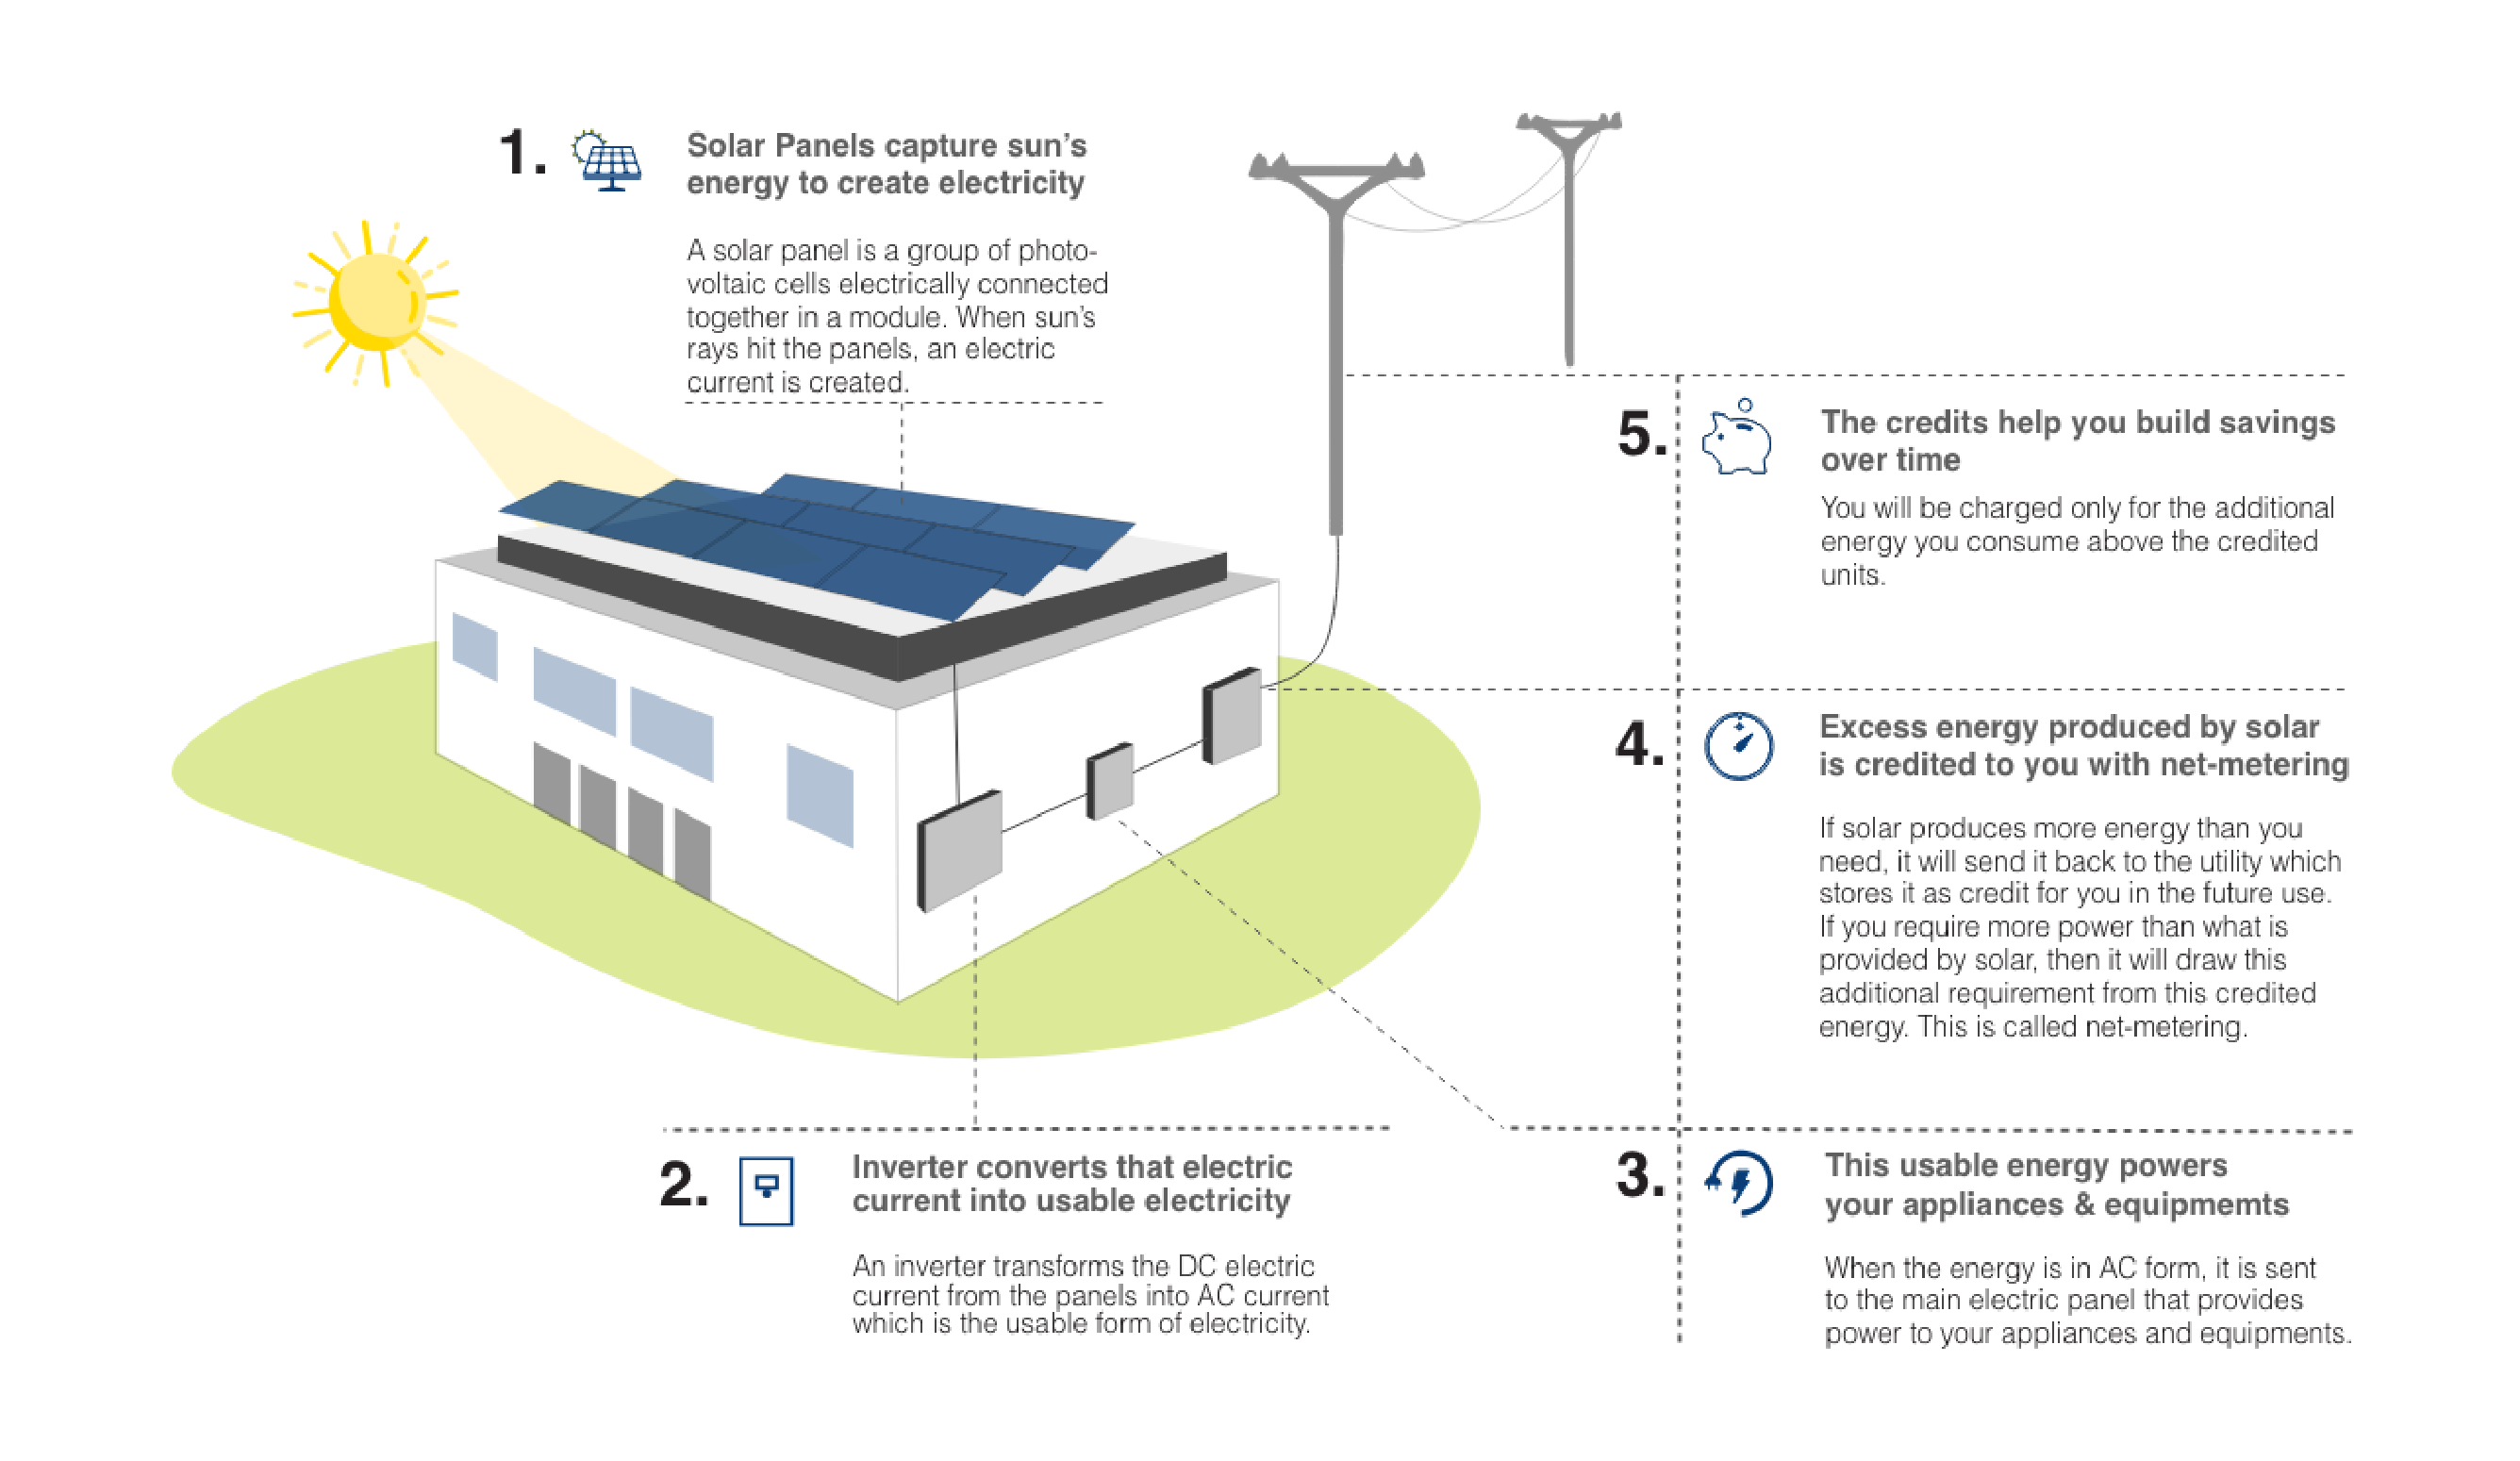 1.
Solar Panels capture sun's
energy to create electricity
A solar panel is a group of photo-
voltaic cells electrically connected
together in a module. When sun's
rays hit the panels, an electric
current is created.
2.
Inverter converts that electric
current into usable electricity
An inverter transforms the DC electric
current from the panels into AC current
which is the usable form of electricity.
3.
This usable energy powers
your appliances & equipmemts
When the energy is in AC form, it is sent
to the main electric panel that provides
power to your appliances and equipments.
4.
Excess energy produced by solar
is credited to you with net-metering
If solar produces more energy than you
need, it will send it back to the utility which
stores it as credit for you in the future use.
If you require more power than what is
provided by solar, then it will draw this
additional requirement from this credited
energy. This is called net-metering.
5.
The credits help you build savings
over time
You will be charged only for the additional
energy you consume above the credited
units.